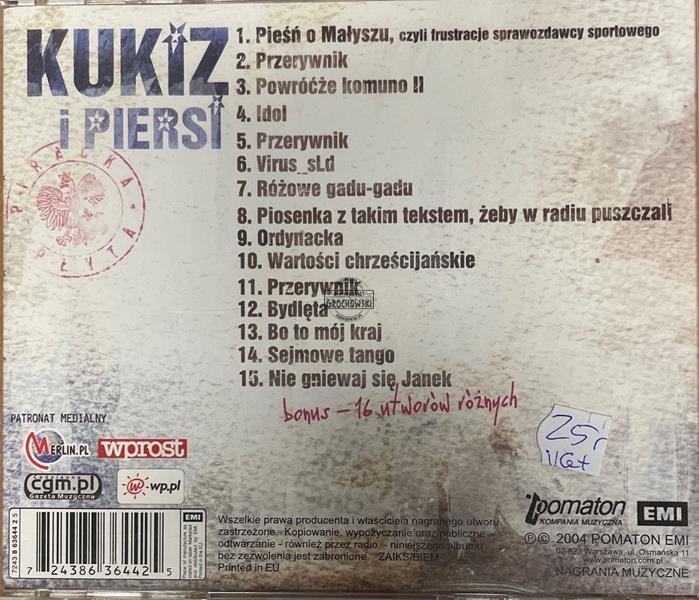 KUKIZ
i PIERSI
PIRACKA
PŁYTA
1. Pieśń o Małyszu, czyli frustracje sprawozdawcy sportowego
2. Przerywnik
3. Powróćże komuno II
4. Idol
5. Przerywnik
6. Virus_sLd
7. Różowe gadu-gadu
8. Piosenka z takim tekstem, żeby w radiu puszczali
9. Ordynacka
10. Wartości chrześcijańskie
11. Przerywnik
12. Bydlęta
GROCHOWSKI
13. Bo to mój kraj
14. Sejmowe tango
15. Nie gniewaj się Janek
bonus - 16 utworów różnych
25,-
PATRONAT MEDIALNY
MERLIN.PL
wprost
cgm.pl
Gazeta Muzyczna
wp.pl
7243 8 63644 2 5
7 24386 36442 5
EMI
Wszelkie prawa producenta i właściciela nagranego utworu
zastrzeżone. Kopiowanie, wypożyczanie oraz publiczne
odtwarzanie - również przez radio - niniejszego albumu
bez zezwolenia jest zabronione. ZAIKS/BIEM
Printed in EU
pomaton
KOMPANIA MUZYCZNA
EMI
℗ © 2004 POMATON EMI
02-823 Warszawa, ul. Osmańska 11
NAGRANIA MUZYCZNE